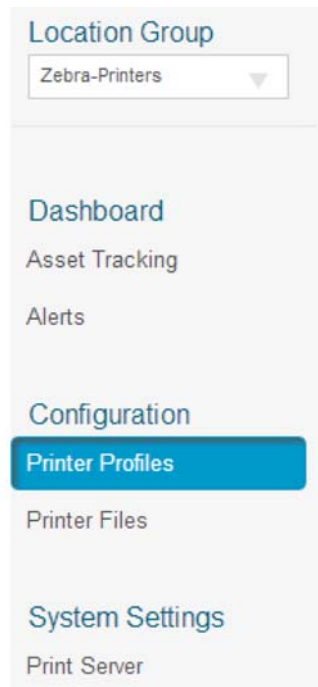 Location Group
Zebra-Printers
Dashboard
Asset Tracking
Alerts
Configuration
Printer Profiles
Printer Files
System Settings
Print Server